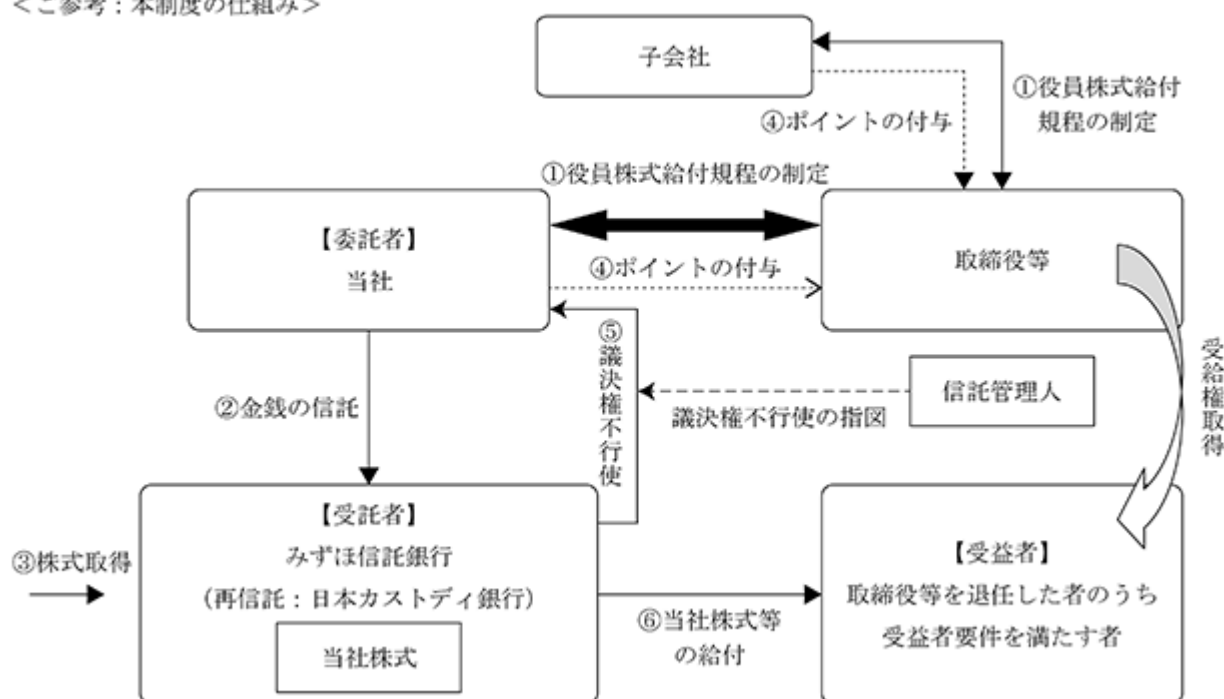 <ご参考:本制度の仕組み>
子会社
①役員株式給付
規程の制定
④ポイントの付与
①役員株式給付規程の制定
【委託者】
当社
④ポイントの付与
取締役等
⑤議決権不行使
受給権取得
②金銭の信託
信託管理人
議決権不行使の指図
【受託者】
みずほ信託銀行
(再信託:日本カストディ銀行)
当社株式
③株式取得
⑥当社株式等
の給付
【受益者】
取締役等を退任した者のうち
受益者要件を満たす者